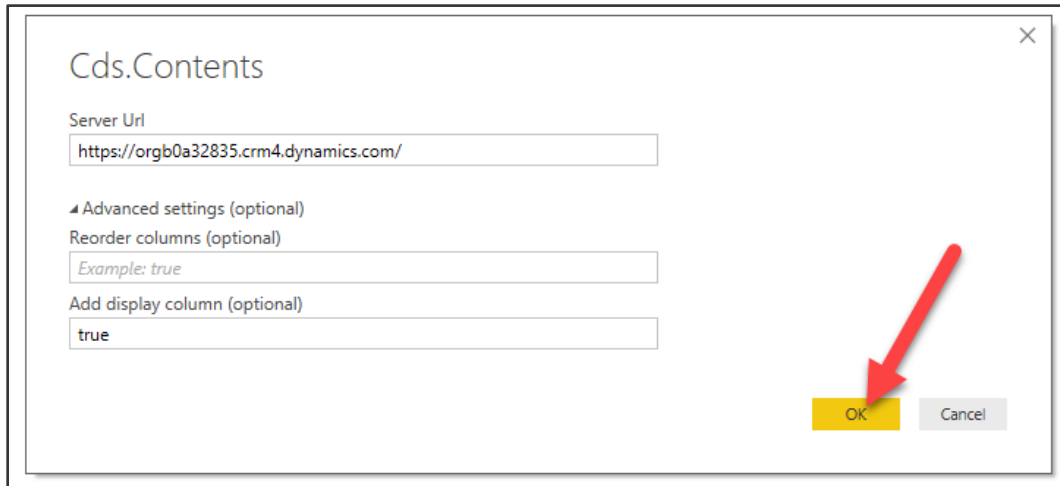 Cds.Contents
Server Url
https://orgb0a32835.crm4.dynamics.com/
Advanced settings (optional)
Reorder columns (optional)
Example: true
Add display column (optional)
true
OK
Cancel